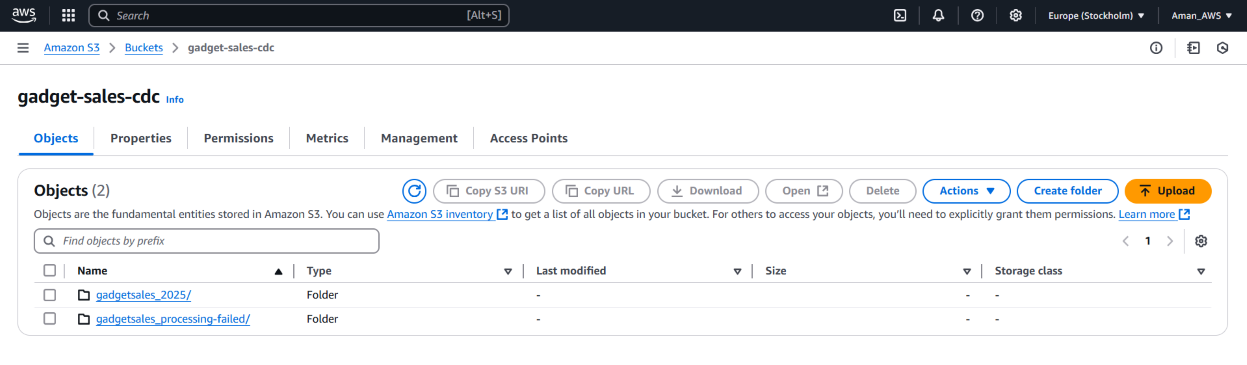 aws Search [Alt+S] Europe (Stockholm) Aman_AWS
Amazon S3 > Buckets > gadget-sales-cdc
gadget-sales-cdc Info
Objects Properties Permissions Metrics Management Access Points
Objects (2) Copy S3 URI Copy URL Download Open Delete Actions Create folder Upload
Objects are the fundamental entities stored in Amazon S3. You can use Amazon S3 inventory to get a list of all objects in your bucket. For others to access your objects, you'll need to explicitly grant them permissions. Learn more
Find objects by prefix < 1 >
Name Type Last modified Size Storage class
gadgetsales_2025/ Folder - - -
gadgetsales_processing-failed/ Folder - - -